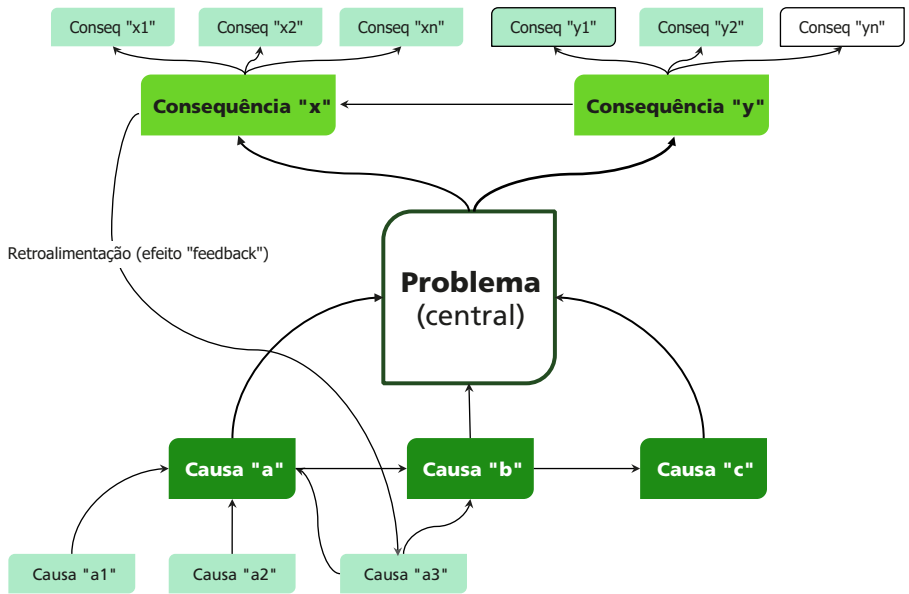 Conseq "x1"
Conseq "x2"
Conseq "xn"
Conseq "y1"
Conseq "y2"
Conseq "yn"
Consequência "x"
Consequência "y"
Retroalimentação (efeito "feedback")
Problema
(central)
Causa "a"
Causa "b"
Causa "c"
Causa "a1"
Causa "a2"
Causa "a3"